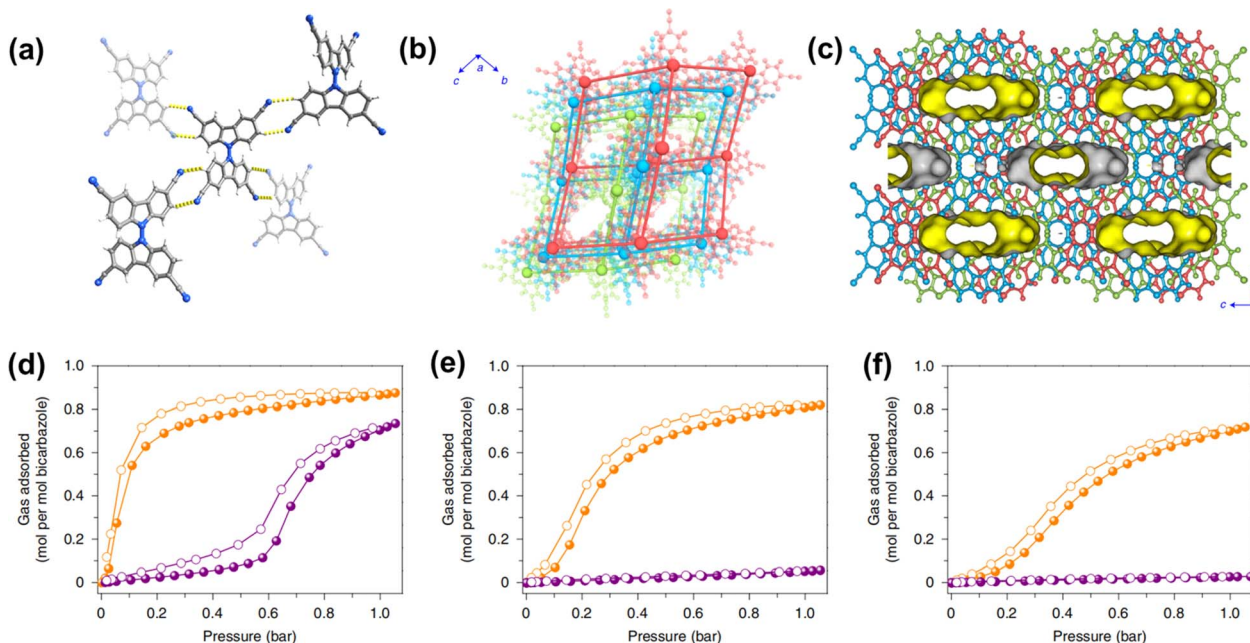 (a)
(b)
c
a
b
(c)
c
(d)
1.0
0.8
0.6
0.4
0.2
0
Gas adsorbed
(mol per mol bicarbazole)
0
0.2
0.4
0.6
0.8
1.0
Pressure (bar)
(e)
1.0
0.8
0.6
0.4
0.2
0
Gas adsorbed
(mol per mol bicarbazole)
0
0.2
0.4
0.6
0.8
1.0
Pressure (bar)
(f)
1.0
0.8
0.6
0.4
0.2
0
Gas adsorbed
(mol per mol bicarbazole)
0
0.2
0.4
0.6
0.8
1.0
Pressure (bar)